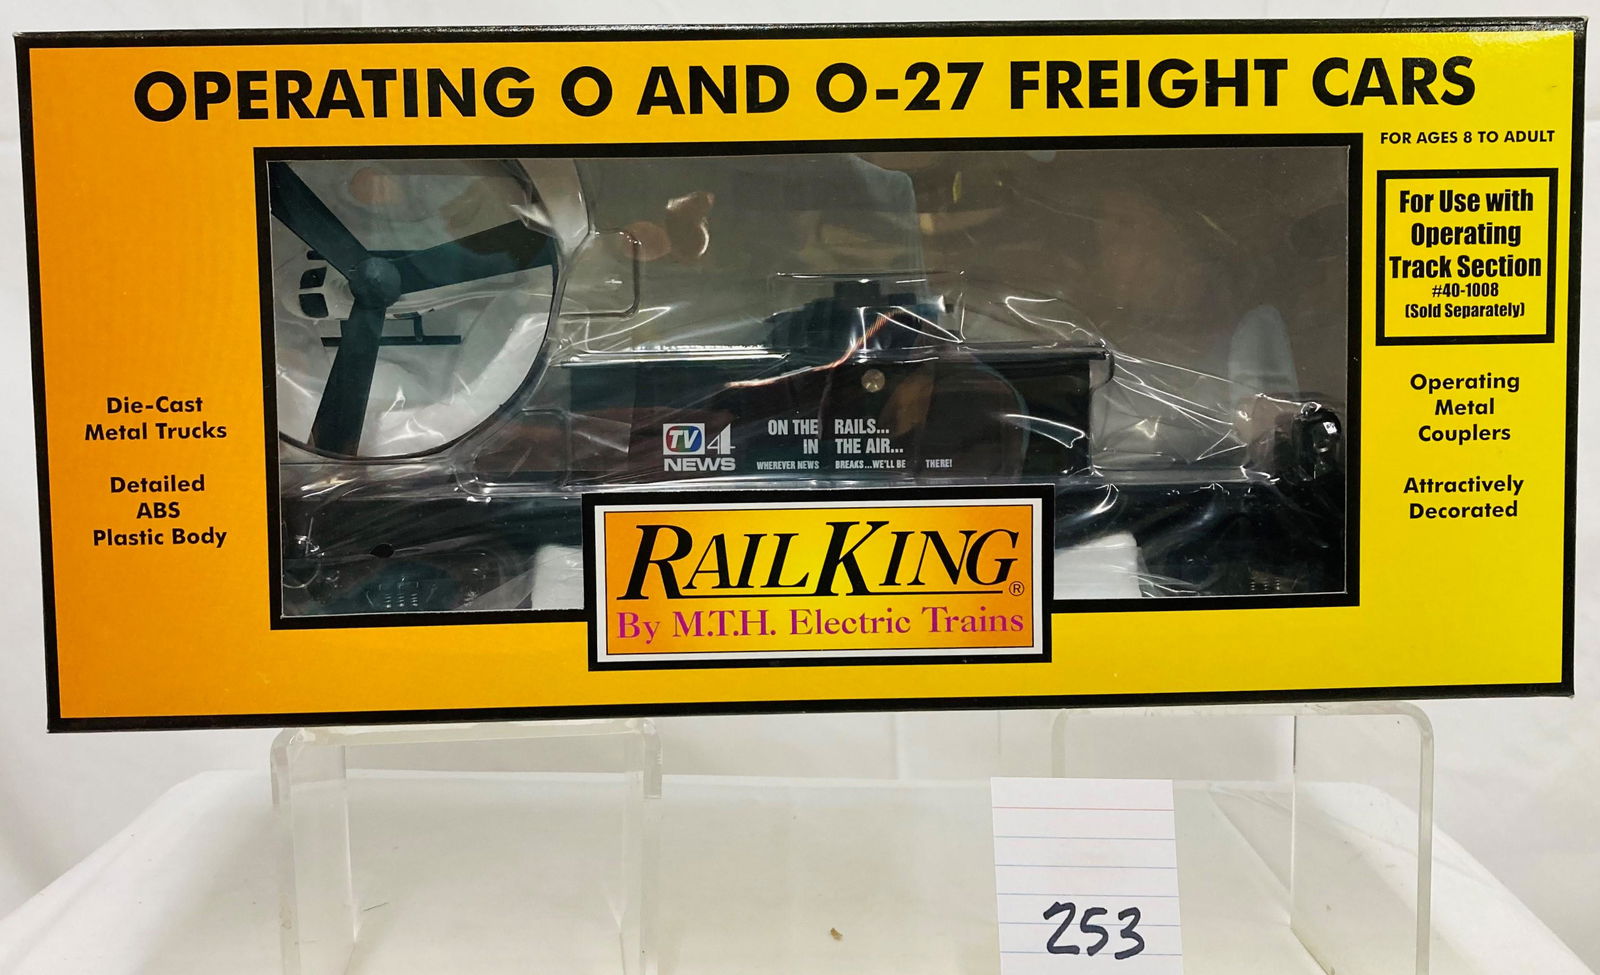 OPERATING O AND O-27 FREIGHT CARS
FOR AGES 8 TO ADULT
For Use with
Operating
Track Section
#40-1008
(Sold Separately)
Die-Cast
Metal Trucks
Detailed
ABS
Plastic Body
Operating
Metal
Couplers
Attractively
Decorated
TV 4
NEWS
ON THE RAILS...
IN THE AIR...
WHEREVER NEWS BREAKS...WE'LL BE THERE!
RAILKING®
By M.T.H. Electric Trains
253